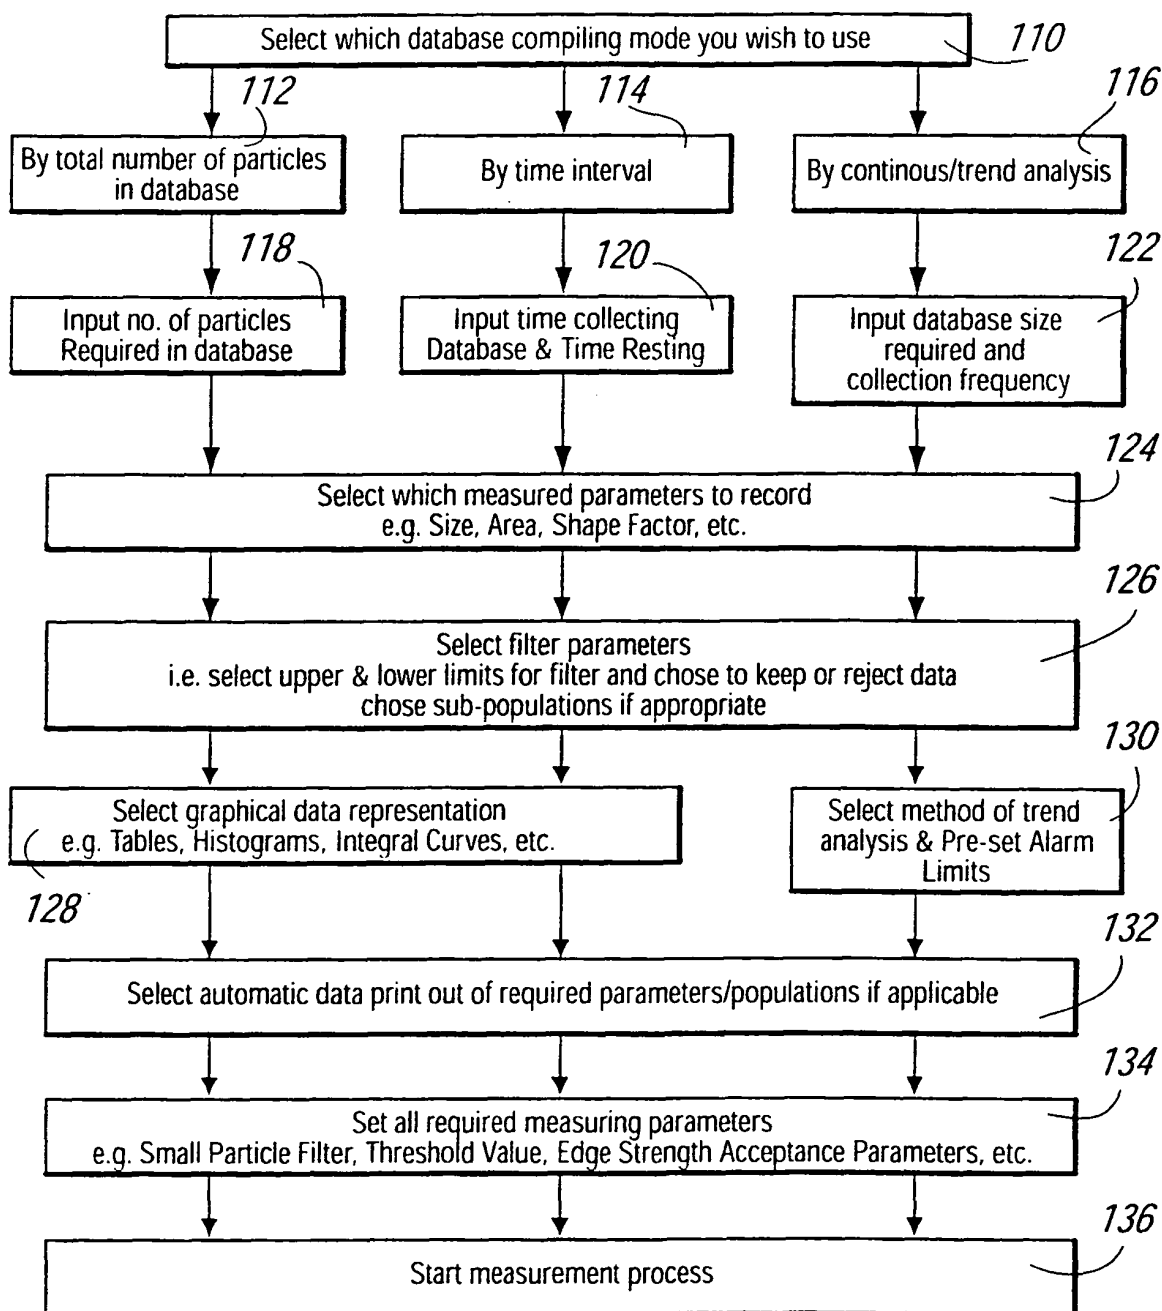 Select which database compiling mode you wish to use
110
112
114
116
By total number of particles
in database
By time interval
By continous/trend analysis
118
120
122
Input no. of particles
Required in database
Input time collecting
Database & Time Resting
Input database size
required and
collection frequency
124
Select which measured parameters to record
e.g. Size, Area, Shape Factor, etc.
126
Select filter parameters
i.e. select upper & lower limits for filter and chose to keep or reject data
chose sub-populations if appropriate
130
Select graphical data representation
e.g. Tables, Histograms, Integral Curves, etc.
128
Select method of trend
analysis & Pre-set Alarm
Limits
132
Select automatic data print out of required parameters/populations if applicable
134
Set all required measuring parameters
e.g. Small Particle Filter, Threshold Value, Edge Strength Acceptance Parameters, etc.
136
Start measurement process